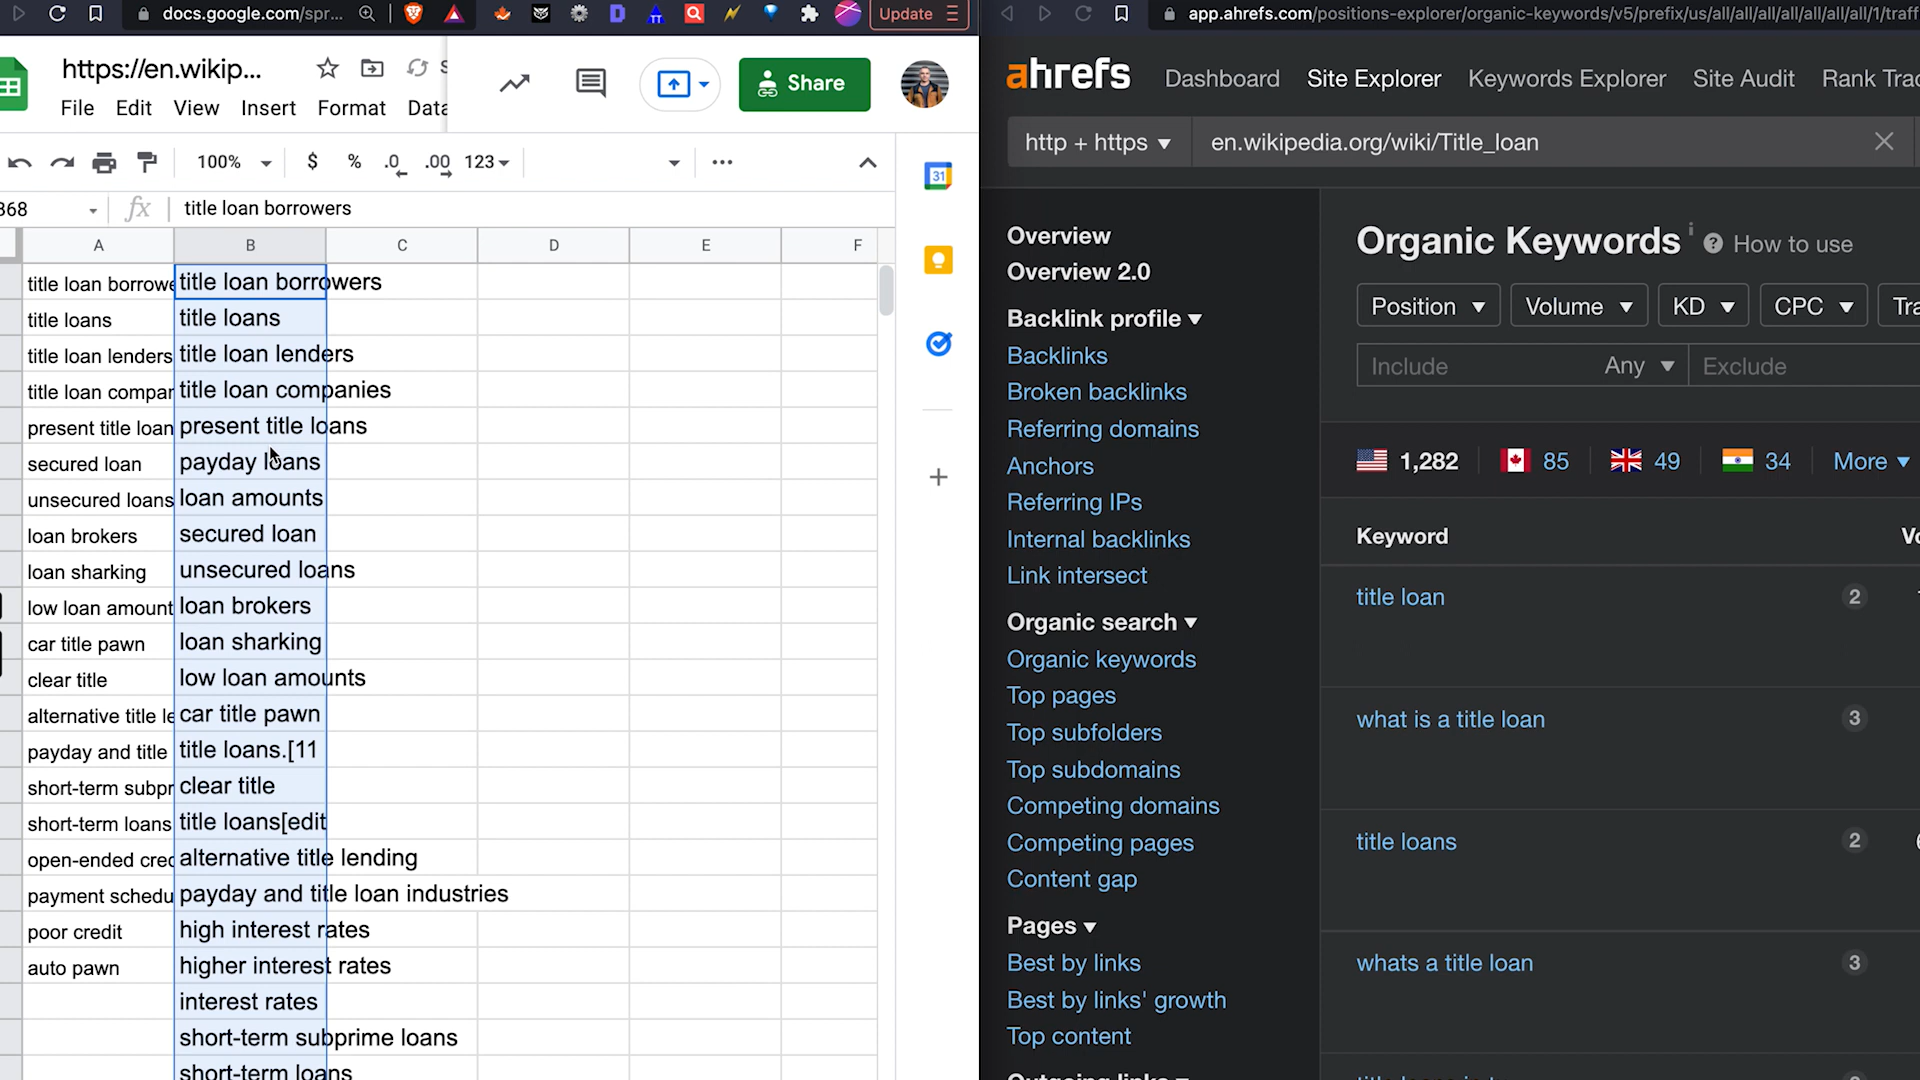 docs.google.com/spr...
Update
https://en.wikip...
File Edit View Insert Format Data
Share
100% $ % .0 .00 123
368 fx title loan borrowers
A B C D E F
title loan borrowe title loan borrowers
title loans title loans
title loan lenders title loan lenders
title loan compar title loan companies
present title loan present title loans
secured loan payday loans
unsecured loans loan amounts
loan brokers secured loan
loan sharking unsecured loans
low loan amount loan brokers
car title pawn loan sharking
clear title low loan amounts
alternative title le car title pawn
payday and title title loans.[11
short-term subpr clear title
short-term loans title loans[edit
open-ended cred alternative title lending
payment schedu payday and title loan industries
poor credit high interest rates
auto pawn higher interest rates
interest rates
short-term subprime loans
short-term loans
31
app.ahrefs.com/positions-explorer/organic-keywords/v5/prefix/us/all/all/all/all/all/all/1/traff
ahrefs Dashboard Site Explorer Keywords Explorer Site Audit Rank Trac
http + https en.wikipedia.org/wiki/Title_loan
Overview
Overview 2.0
Backlink profile
Backlinks
Broken backlinks
Referring domains
Anchors
Referring IPs
Internal backlinks
Link intersect
Organic search
Organic keywords
Top pages
Top subfolders
Top subdomains
Competing domains
Competing pages
Content gap
Pages
Best by links
Best by links' growth
Top content
Outgoing links
Organic Keywords i ? How to use
Position Volume KD CPC Tra
Include Any Exclude
1,282 85 49 34 More
Keyword Vo
title loan 2
what is a title loan 3
title loans 2
whats a title loan 3